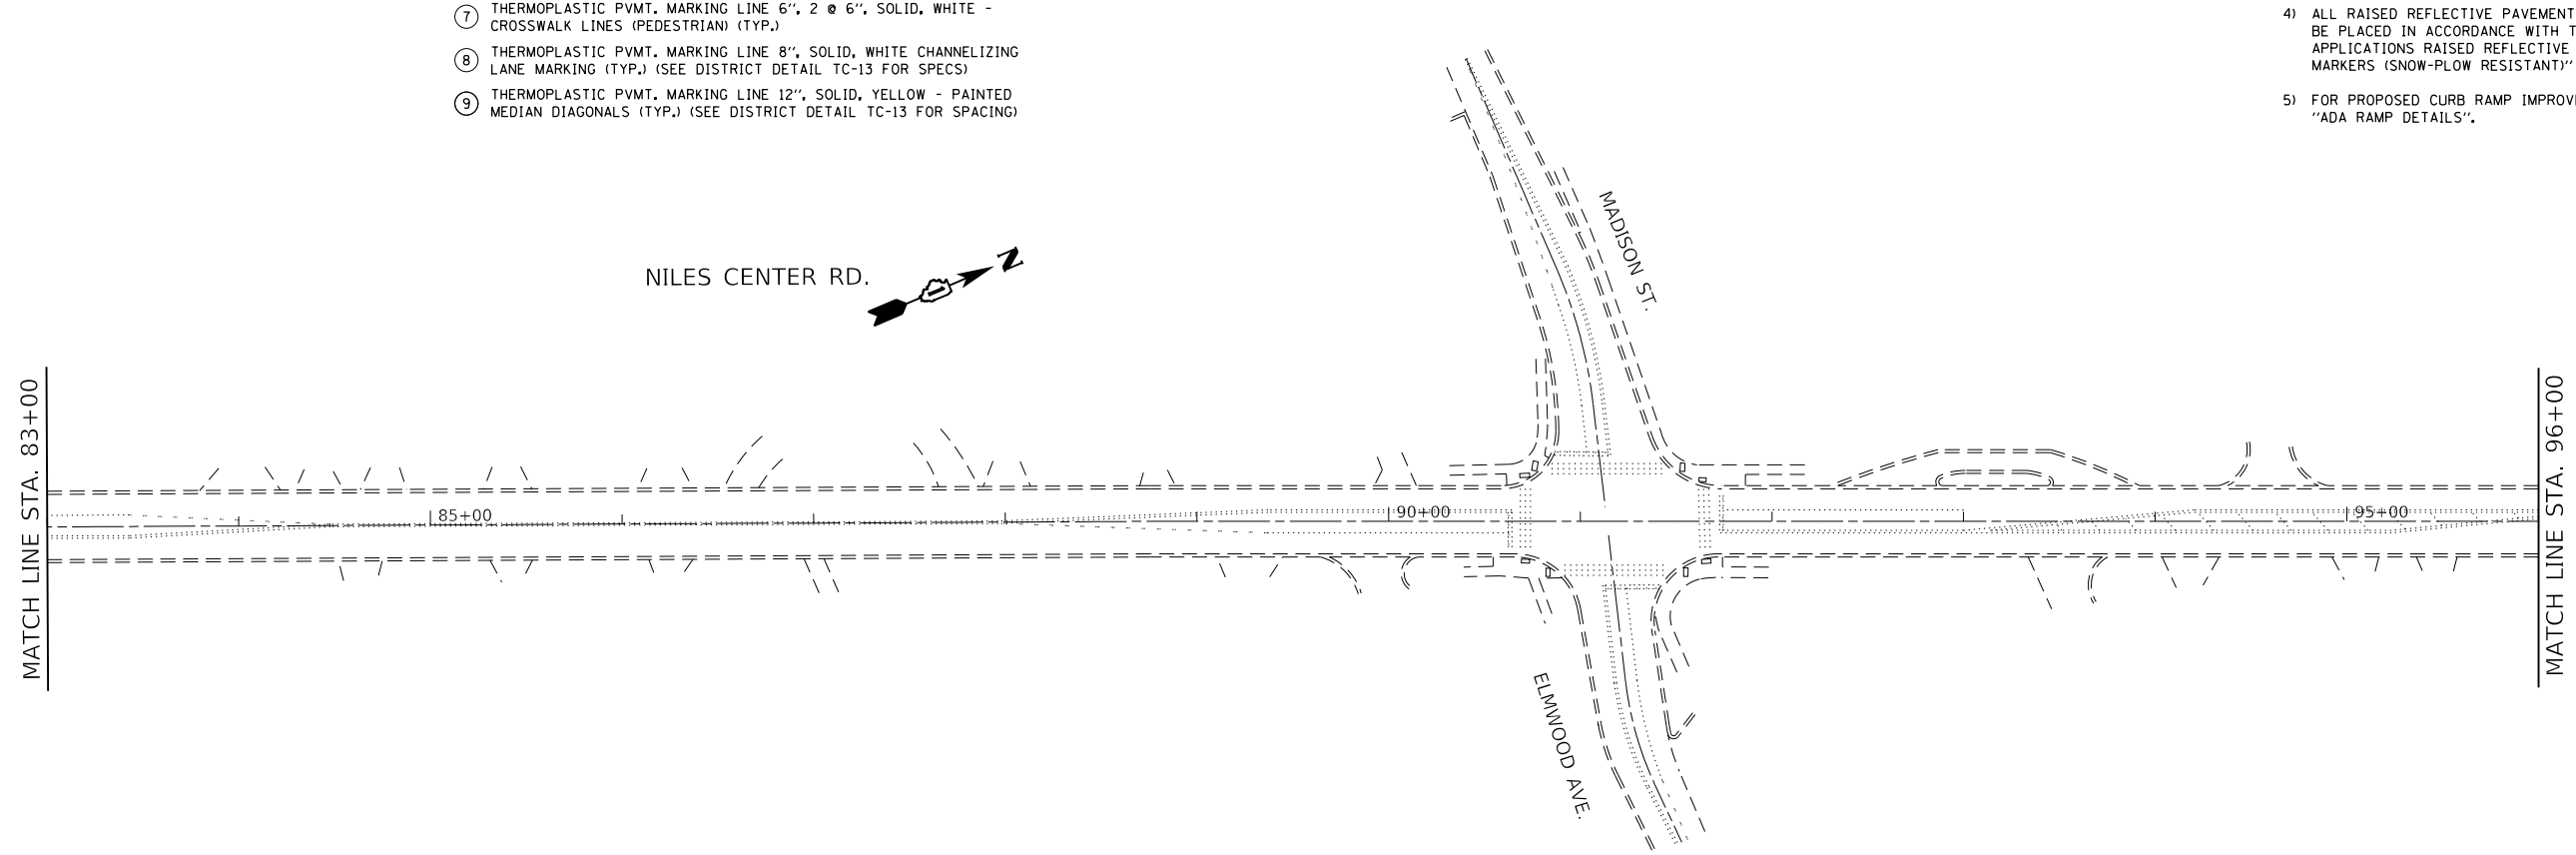 7 THERMOPLASTIC PVMT. MARKING LINE 6", 2 @ 6", SOLID, WHITE -
CROSSWALK LINES (PEDESTRIAN) (TYP.)
8 THERMOPLASTIC PVMT. MARKING LINE 8", SOLID, WHITE CHANNELIZING
LANE MARKING (TYP.) (SEE DISTRICT DETAIL TC-13 FOR SPECS)
9 THERMOPLASTIC PVMT. MARKING LINE 12", SOLID, YELLOW - PAINTED
MEDIAN DIAGONALS (TYP.) (SEE DISTRICT DETAIL TC-13 FOR SPACING)
4) ALL RAISED REFLECTIVE PAVEMENT
BE PLACED IN ACCORDANCE WITH T
APPLICATIONS RAISED REFLECTIVE
MARKERS (SNOW-PLOW RESISTANT)"
5) FOR PROPOSED CURB RAMP IMPROV
"ADA RAMP DETAILS".
MADISON ST.
NILES CENTER RD.
N
MATCH LINE STA. 83+00
85+00
90+00
95+00
MATCH LINE STA. 96+00
ELMWOOD AVE.